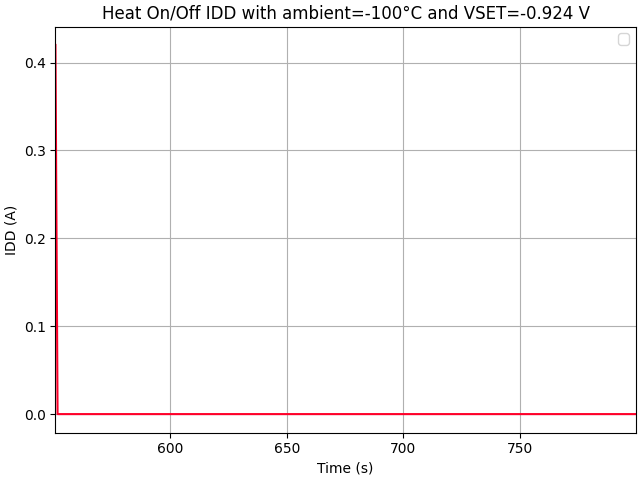 Heat On/Off IDD with ambient=-100°C and VSET=-0.924 V
0.4
0.3
0.2
0.1
0.0
IDD (A)
600 650 700 750
Time (s)